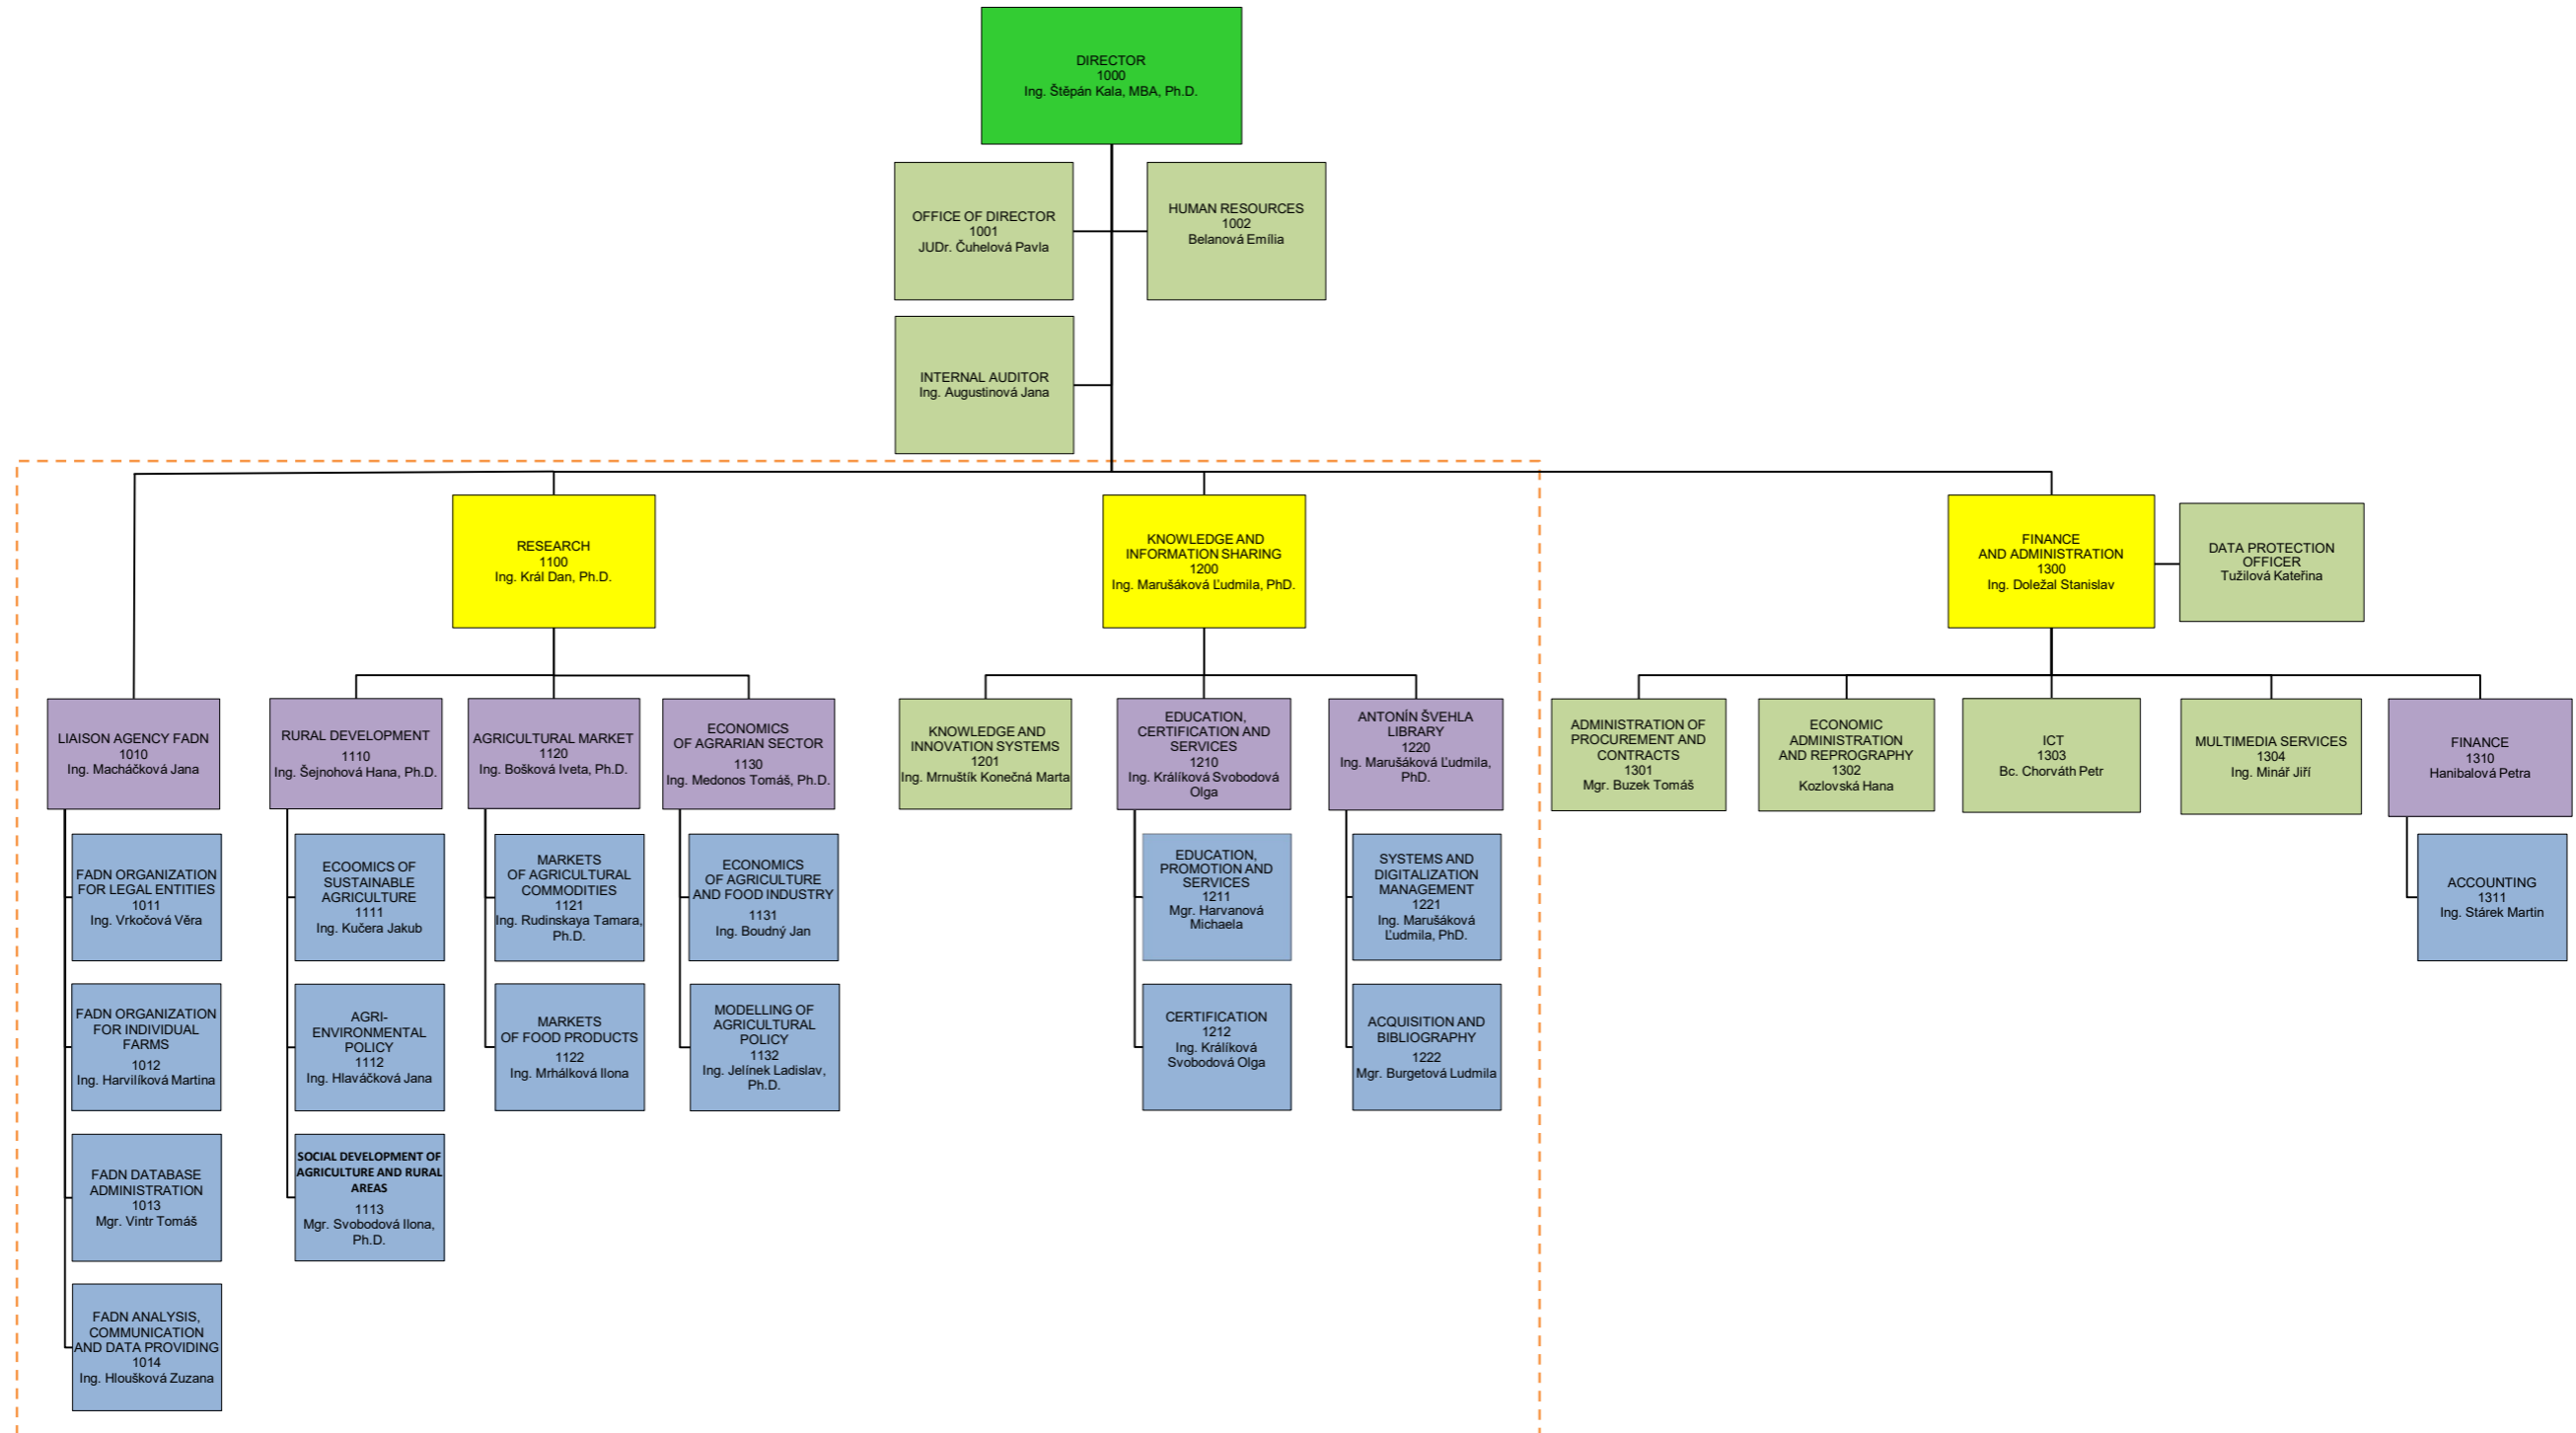 DIRECTOR
1000
Ing. Štěpán Kala, MBA, Ph.D.
OFFICE OF DIRECTOR
1001
JUDr. Čuhelová Pavla
HUMAN RESOURCES
1002
Belanová Emília
INTERNAL AUDITOR
Ing. Augustinová Jana
RESEARCH
1100
Ing. Král Dan, Ph.D.
KNOWLEDGE AND
INFORMATION SHARING
1200
Ing. Marušáková Ľudmila, PhD.
FINANCE
AND ADMINISTRATION
1300
Ing. Doležal Stanislav
DATA PROTECTION
OFFICER
Tužilová Kateřina
LIAISON AGENCY FADN
1010
Ing. Macháčková Jana
RURAL DEVELOPMENT
1110
Ing. Šejnohová Hana, Ph.D.
AGRICULTURAL MARKET
1120
Ing. Bošková Iveta, Ph.D.
ECONOMICS
OF AGRARIAN SECTOR
1130
Ing. Medonos Tomáš, Ph.D.
KNOWLEDGE AND
INNOVATION SYSTEMS
1201
Ing. Mrnuštík Konečná Marta
EDUCATION,
CERTIFICATION AND
SERVICES
1210
Ing. Králíková Svobodová
Olga
ANTONÍN ŠVEHLA
LIBRARY
1220
Ing. Marušáková Ľudmila,
PhD.
ADMINISTRATION OF
PROCUREMENT AND
CONTRACTS
1301
Mgr. Buzek Tomáš
ECONOMIC
ADMINISTRATION
AND REPROGRAPHY
1302
Kozlovská Hana
ICT
1303
Bc. Chorváth Petr
MULTIMEDIA SERVICES
1304
Ing. Minář Jiří
FINANCE
1310
Hanibalová Petra
FADN ORGANIZATION
FOR LEGAL ENTITIES
1011
Ing. Vrkočová Věra
ECOOMICS OF
SUSTAINABLE
AGRICULTURE
1111
Ing. Kučera Jakub
MARKETS
OF AGRICULTURAL
COMMODITIES
1121
Ing. Rudinskaya Tamara,
Ph.D.
ECONOMICS
OF AGRICULTURE
AND FOOD INDUSTRY
1131
Ing. Boudný Jan
EDUCATION,
PROMOTION AND
SERVICES
1211
Mgr. Harvanová
Michaela
SYSTEMS AND
DIGITALIZATION
MANAGEMENT
1221
Ing. Marušáková
Ľudmila, PhD.
ACCOUNTING
1311
Ing. Stárek Martin
FADN ORGANIZATION
FOR INDIVIDUAL
FARMS
1012
Ing. Harvilíková Martina
AGRI-
ENVIRONMENTAL
POLICY
1112
Ing. Hlaváčková Jana
MARKETS
OF FOOD PRODUCTS
1122
Ing. Mrhálková Ilona
MODELLING OF
AGRICULTURAL
POLICY
1132
Ing. Jelínek Ladislav,
Ph.D.
CERTIFICATION
1212
Ing. Králíková
Svobodová Olga
ACQUISITION AND
BIBLIOGRAPHY
1222
Mgr. Burgetová Ludmila
FADN DATABASE
ADMINISTRATION
1013
Mgr. Vintr Tomáš
SOCIAL DEVELOPMENT OF
AGRICULTURE AND RURAL
AREAS
1113
Mgr. Svobodová Ilona,
Ph.D.
FADN ANALYSIS,
COMMUNICATION
AND DATA PROVIDING
1014
Ing. Hloušková Zuzana